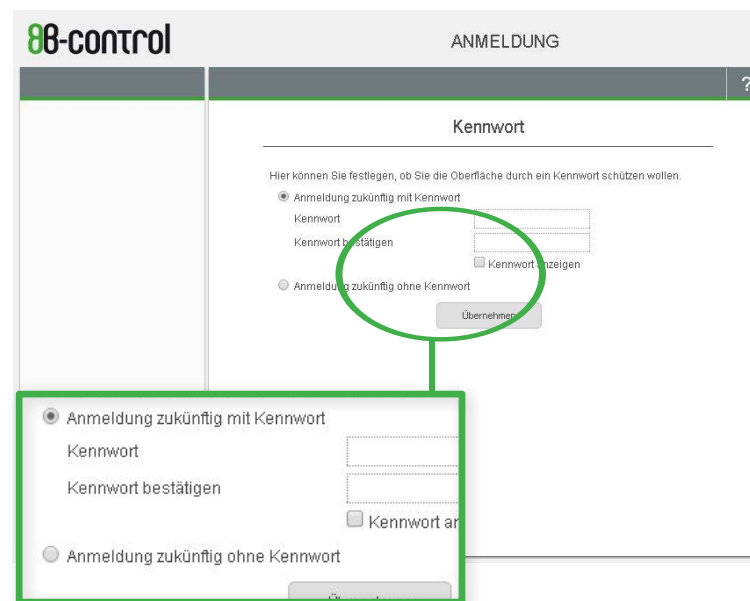 88-control
ANMELDUNG
?
Kennwort
Hier können Sie festlegen, ob Sie die Oberfläche durch ein Kennwort schützen wollen.
Anmeldung zukünftig mit Kennwort
Kennwort
Kennwort bestätigen
Kennwort anzeigen
Anmeldung zukünftig ohne Kennwort
Übernehmen
Anmeldung zukünftig mit Kennwort
Kennwort
Kennwort bestätigen
Kennwort an
Anmeldung zukünftig ohne Kennwort